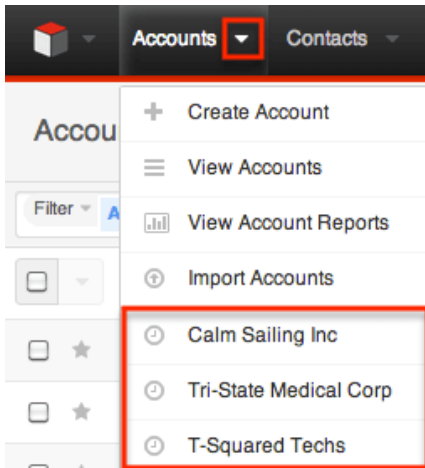 Accounts Contacts
Accou
Create Account
View Accounts
Filter A
View Account Reports
Import Accounts
Calm Sailing Inc
Tri-State Medical Corp
T-Squared Techs